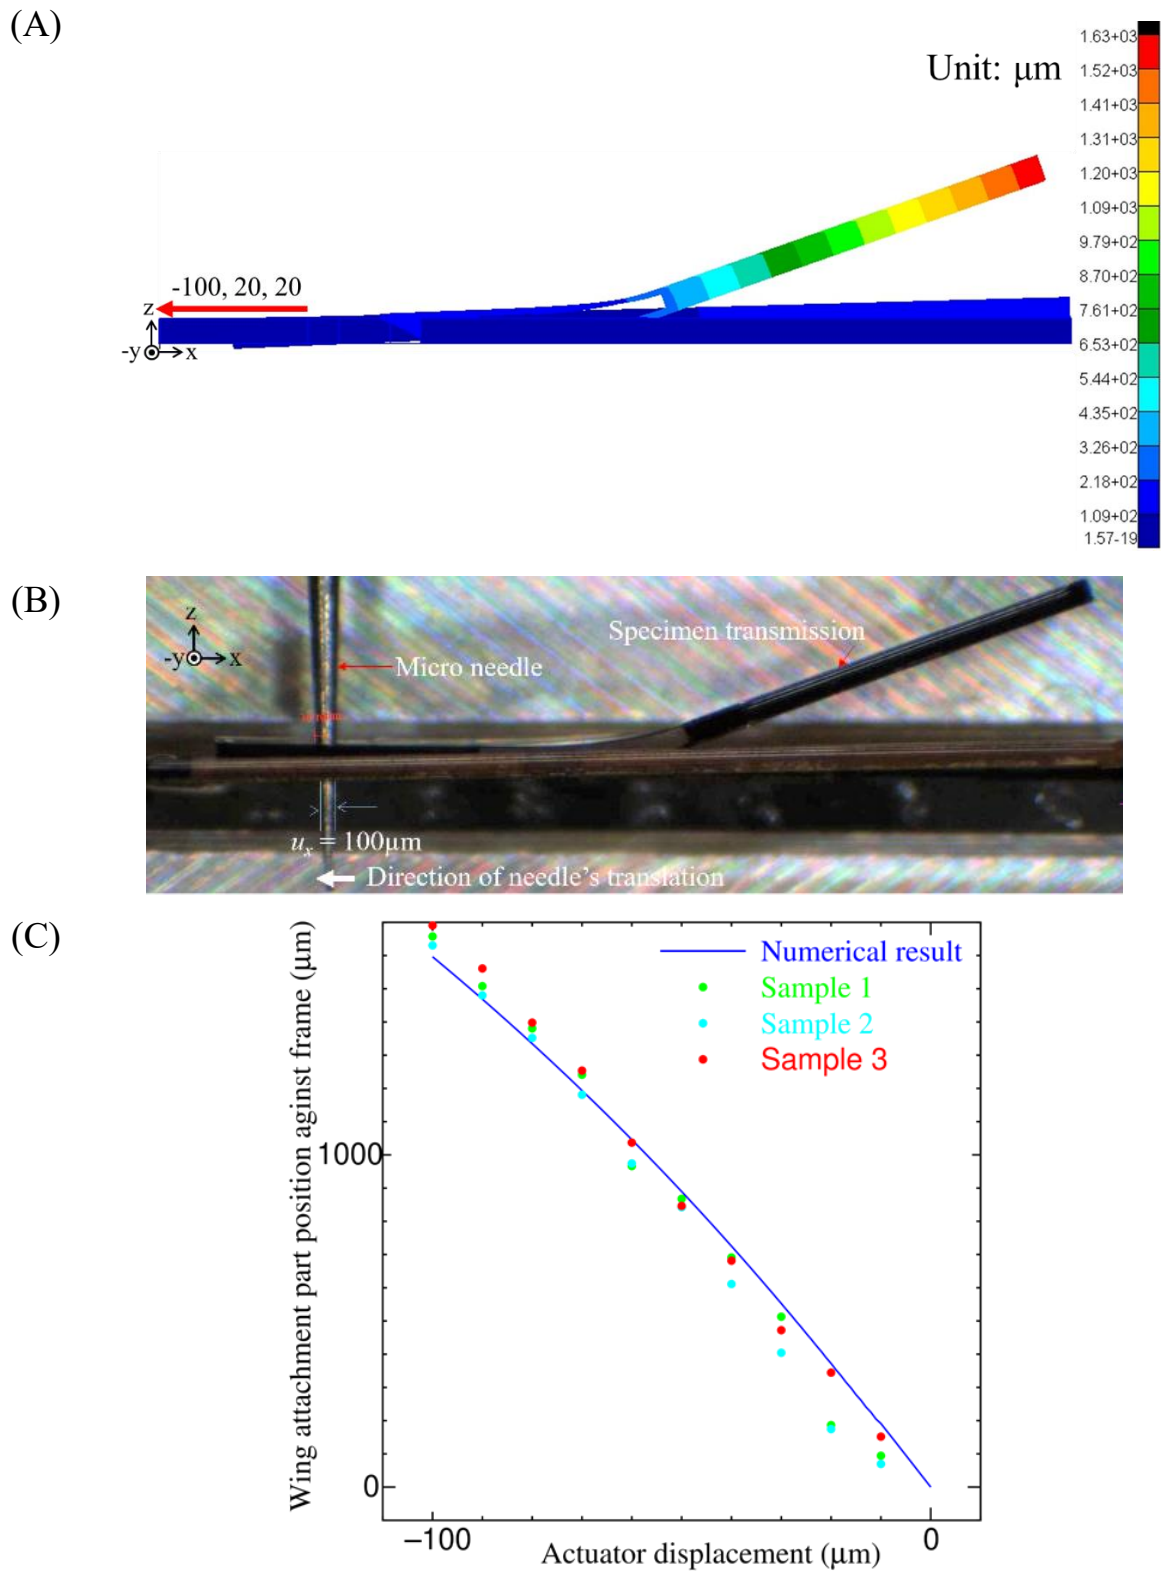 (A)
Unit: μm
1.63+03
1.52+03
1.41+03
1.31+03
1.20+03
1.09+03
9.79+02
8.70+02
7.61+02
6.53+02
5.44+02
4.35+02
3.26+02
2.18+02
1.09+02
1.57-19
-100, 20, 20
z
-y
x
(B)
z
-y
x
Specimen transmission
Micro needle
uₓ = 100μm
Direction of needle's translation
(C)
Wing attachment part position aginst frame (μm)
Numerical result
Sample 1
Sample 2
Sample 3
1000
0
−100
0
Actuator displacement (μm)